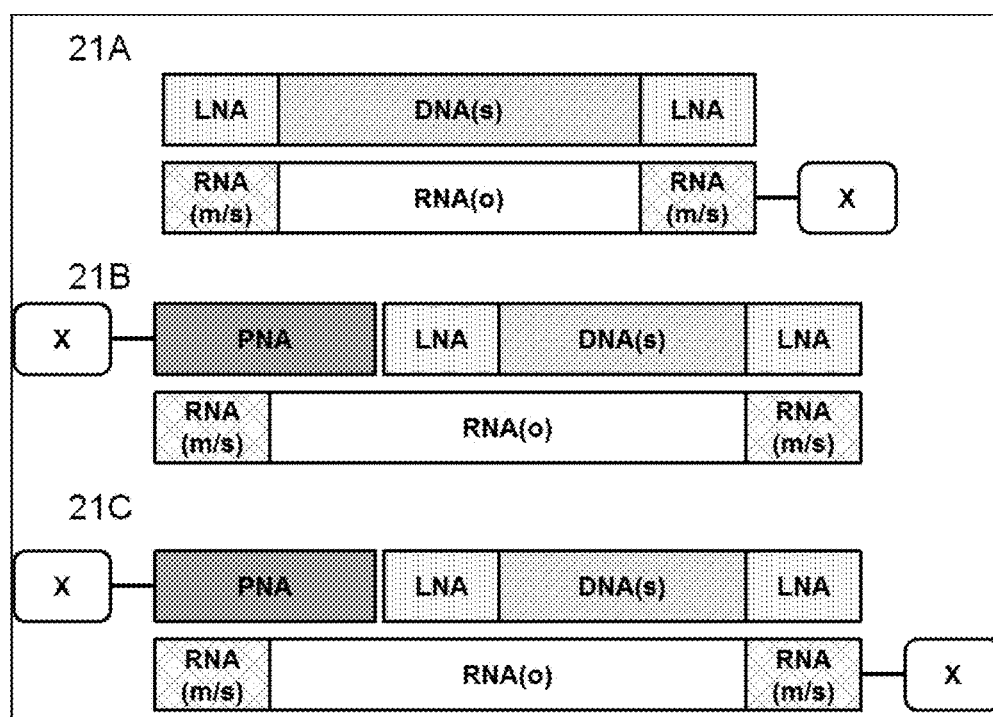 21A
LNA DNA(s) LNA
RNA (m/s) RNA(o) RNA (m/s) X
21B
X PNA LNA DNA(s) LNA
RNA (m/s) RNA(o) RNA (m/s)
21C
X PNA LNA DNA(s) LNA
RNA (m/s) RNA(o) RNA (m/s) X